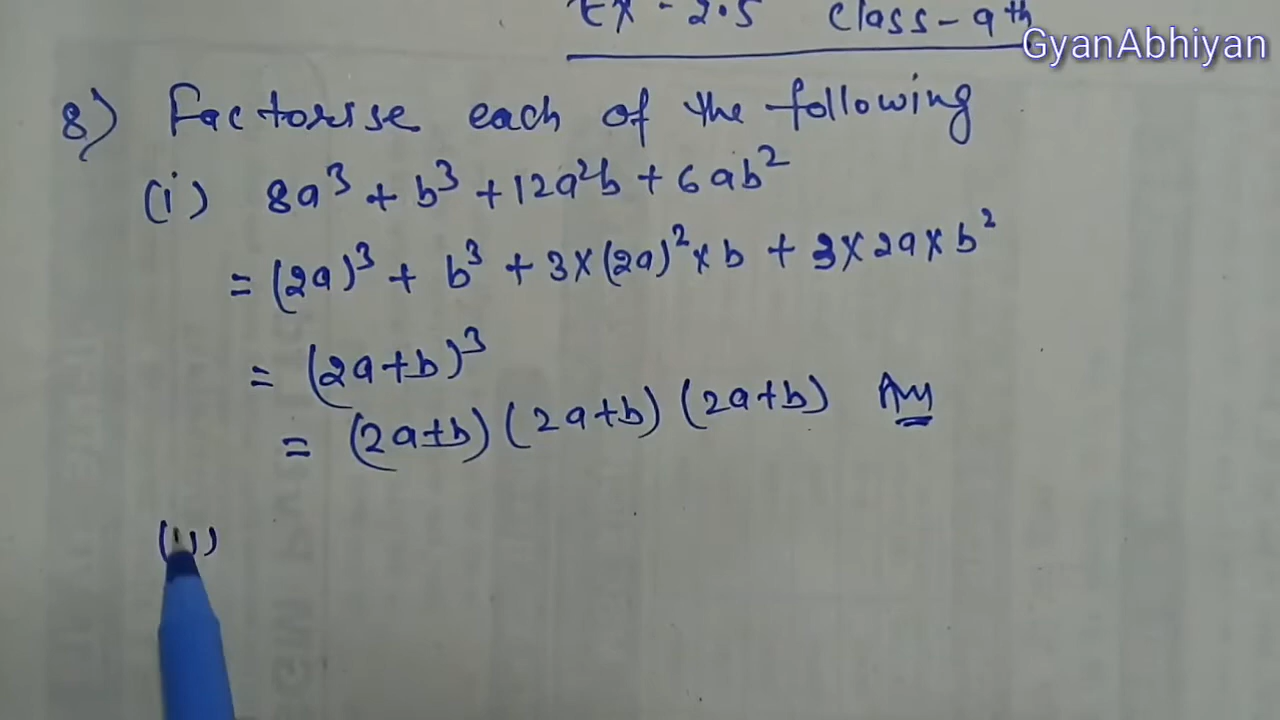 Ex - 2.5 Class - 9th
GyanAbhiyan
8) Factorise each of the following
(i) 8a³ + b³ + 12a²b + 6ab²
= (2a)³ + b³ + 3×(2a)²×b + 3×2a×b²
= (2a+b)³
= (2a+b) (2a+b) (2a+b) Ans
(ii)